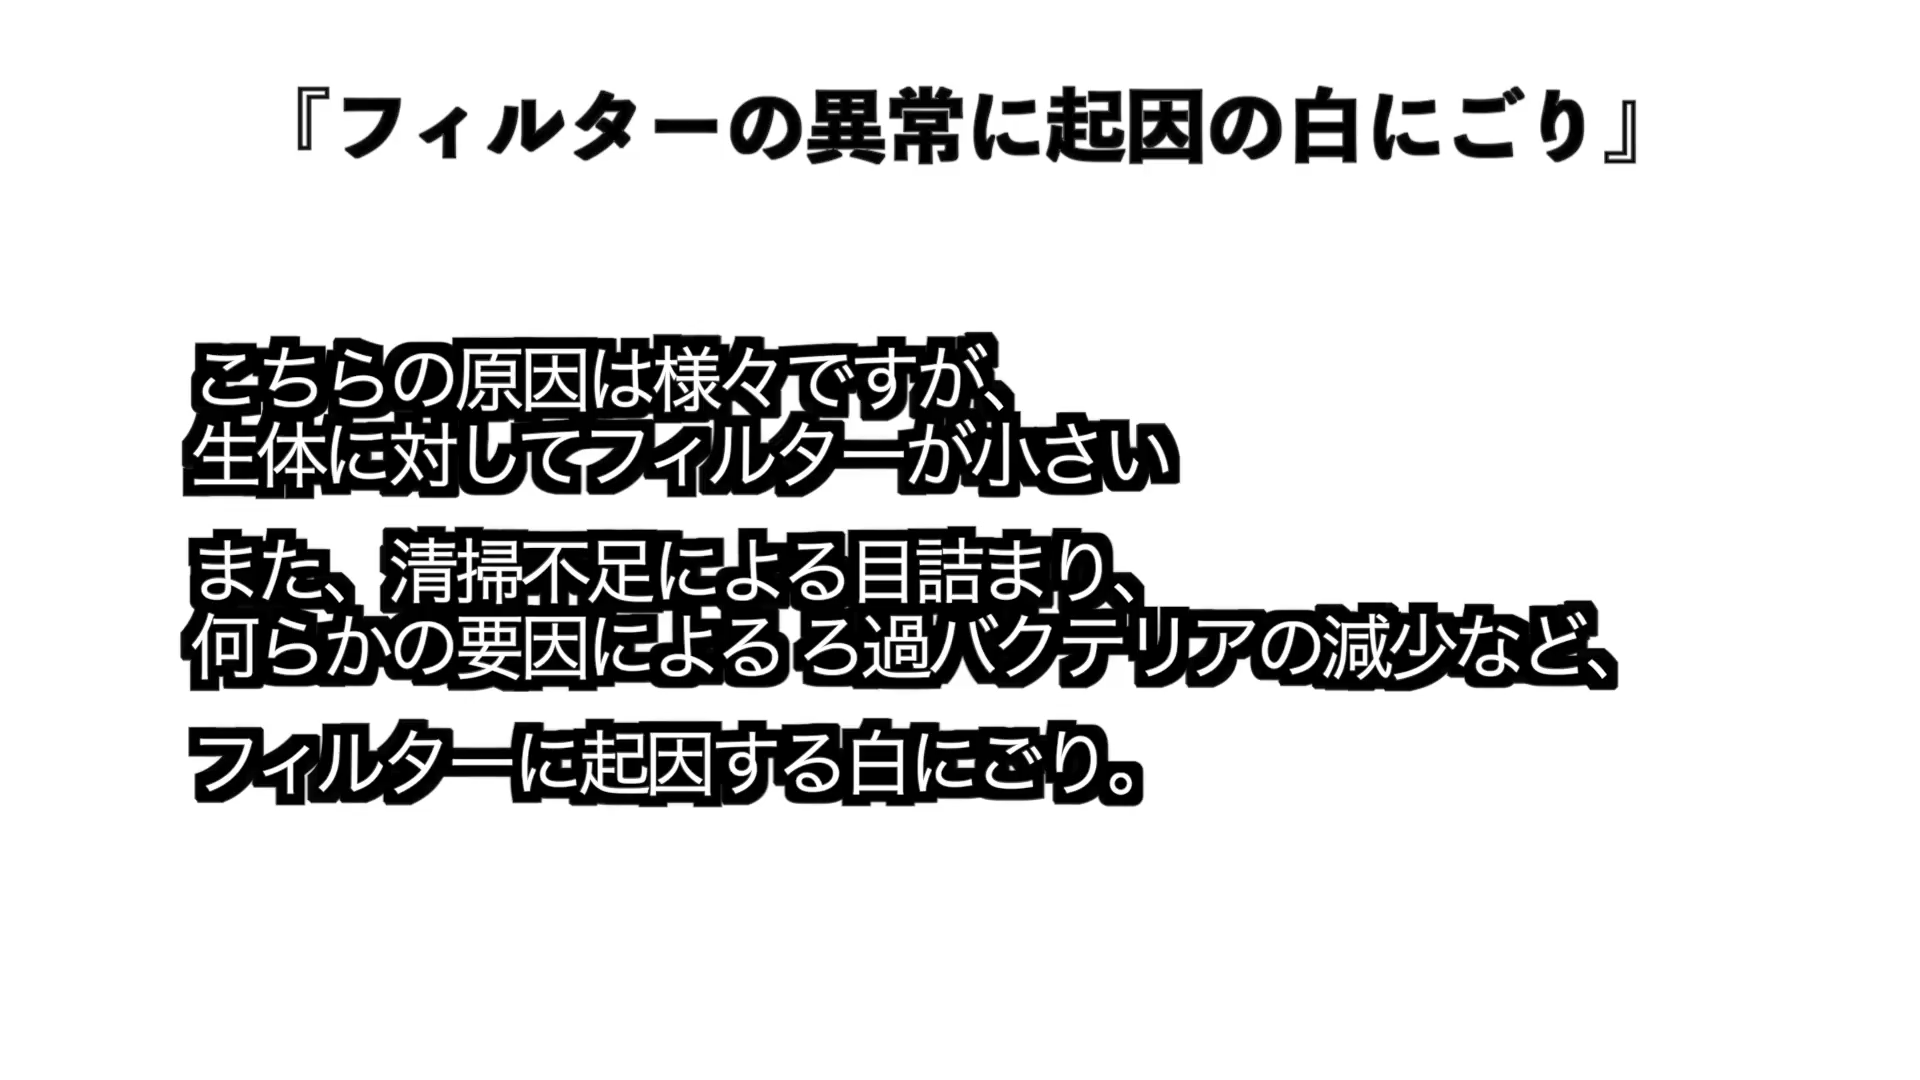 『フィルターの異常に起因の白にごり』
こちらの原因は様々ですが、
生体に対してフィルターが小さい
また、清掃不足による目詰まり、
何らかの要因による ろ過バクテリアの減少など、
フィルターに起因する白にごり。